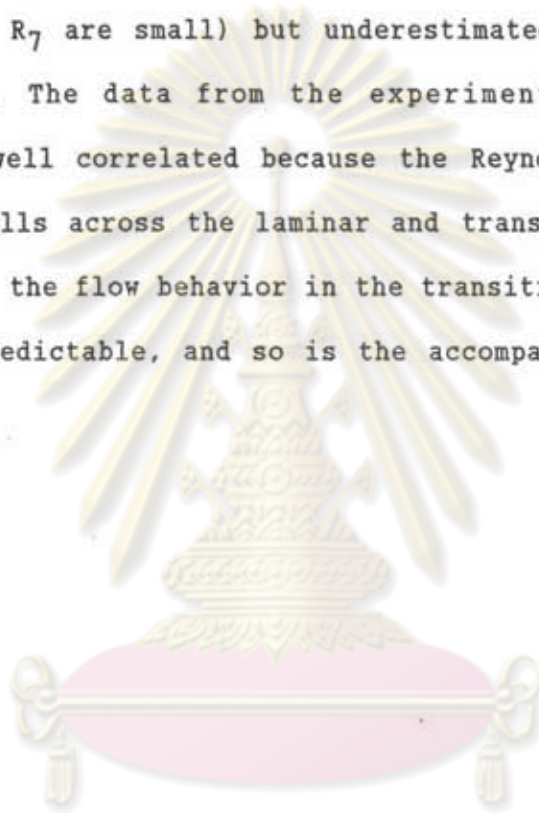 R₇ are small) but underestimated
The data from the experiment
well correlated because the Reyno
lls across the laminar and trans
the flow behavior in the transiti
edictable, and so is the accompa